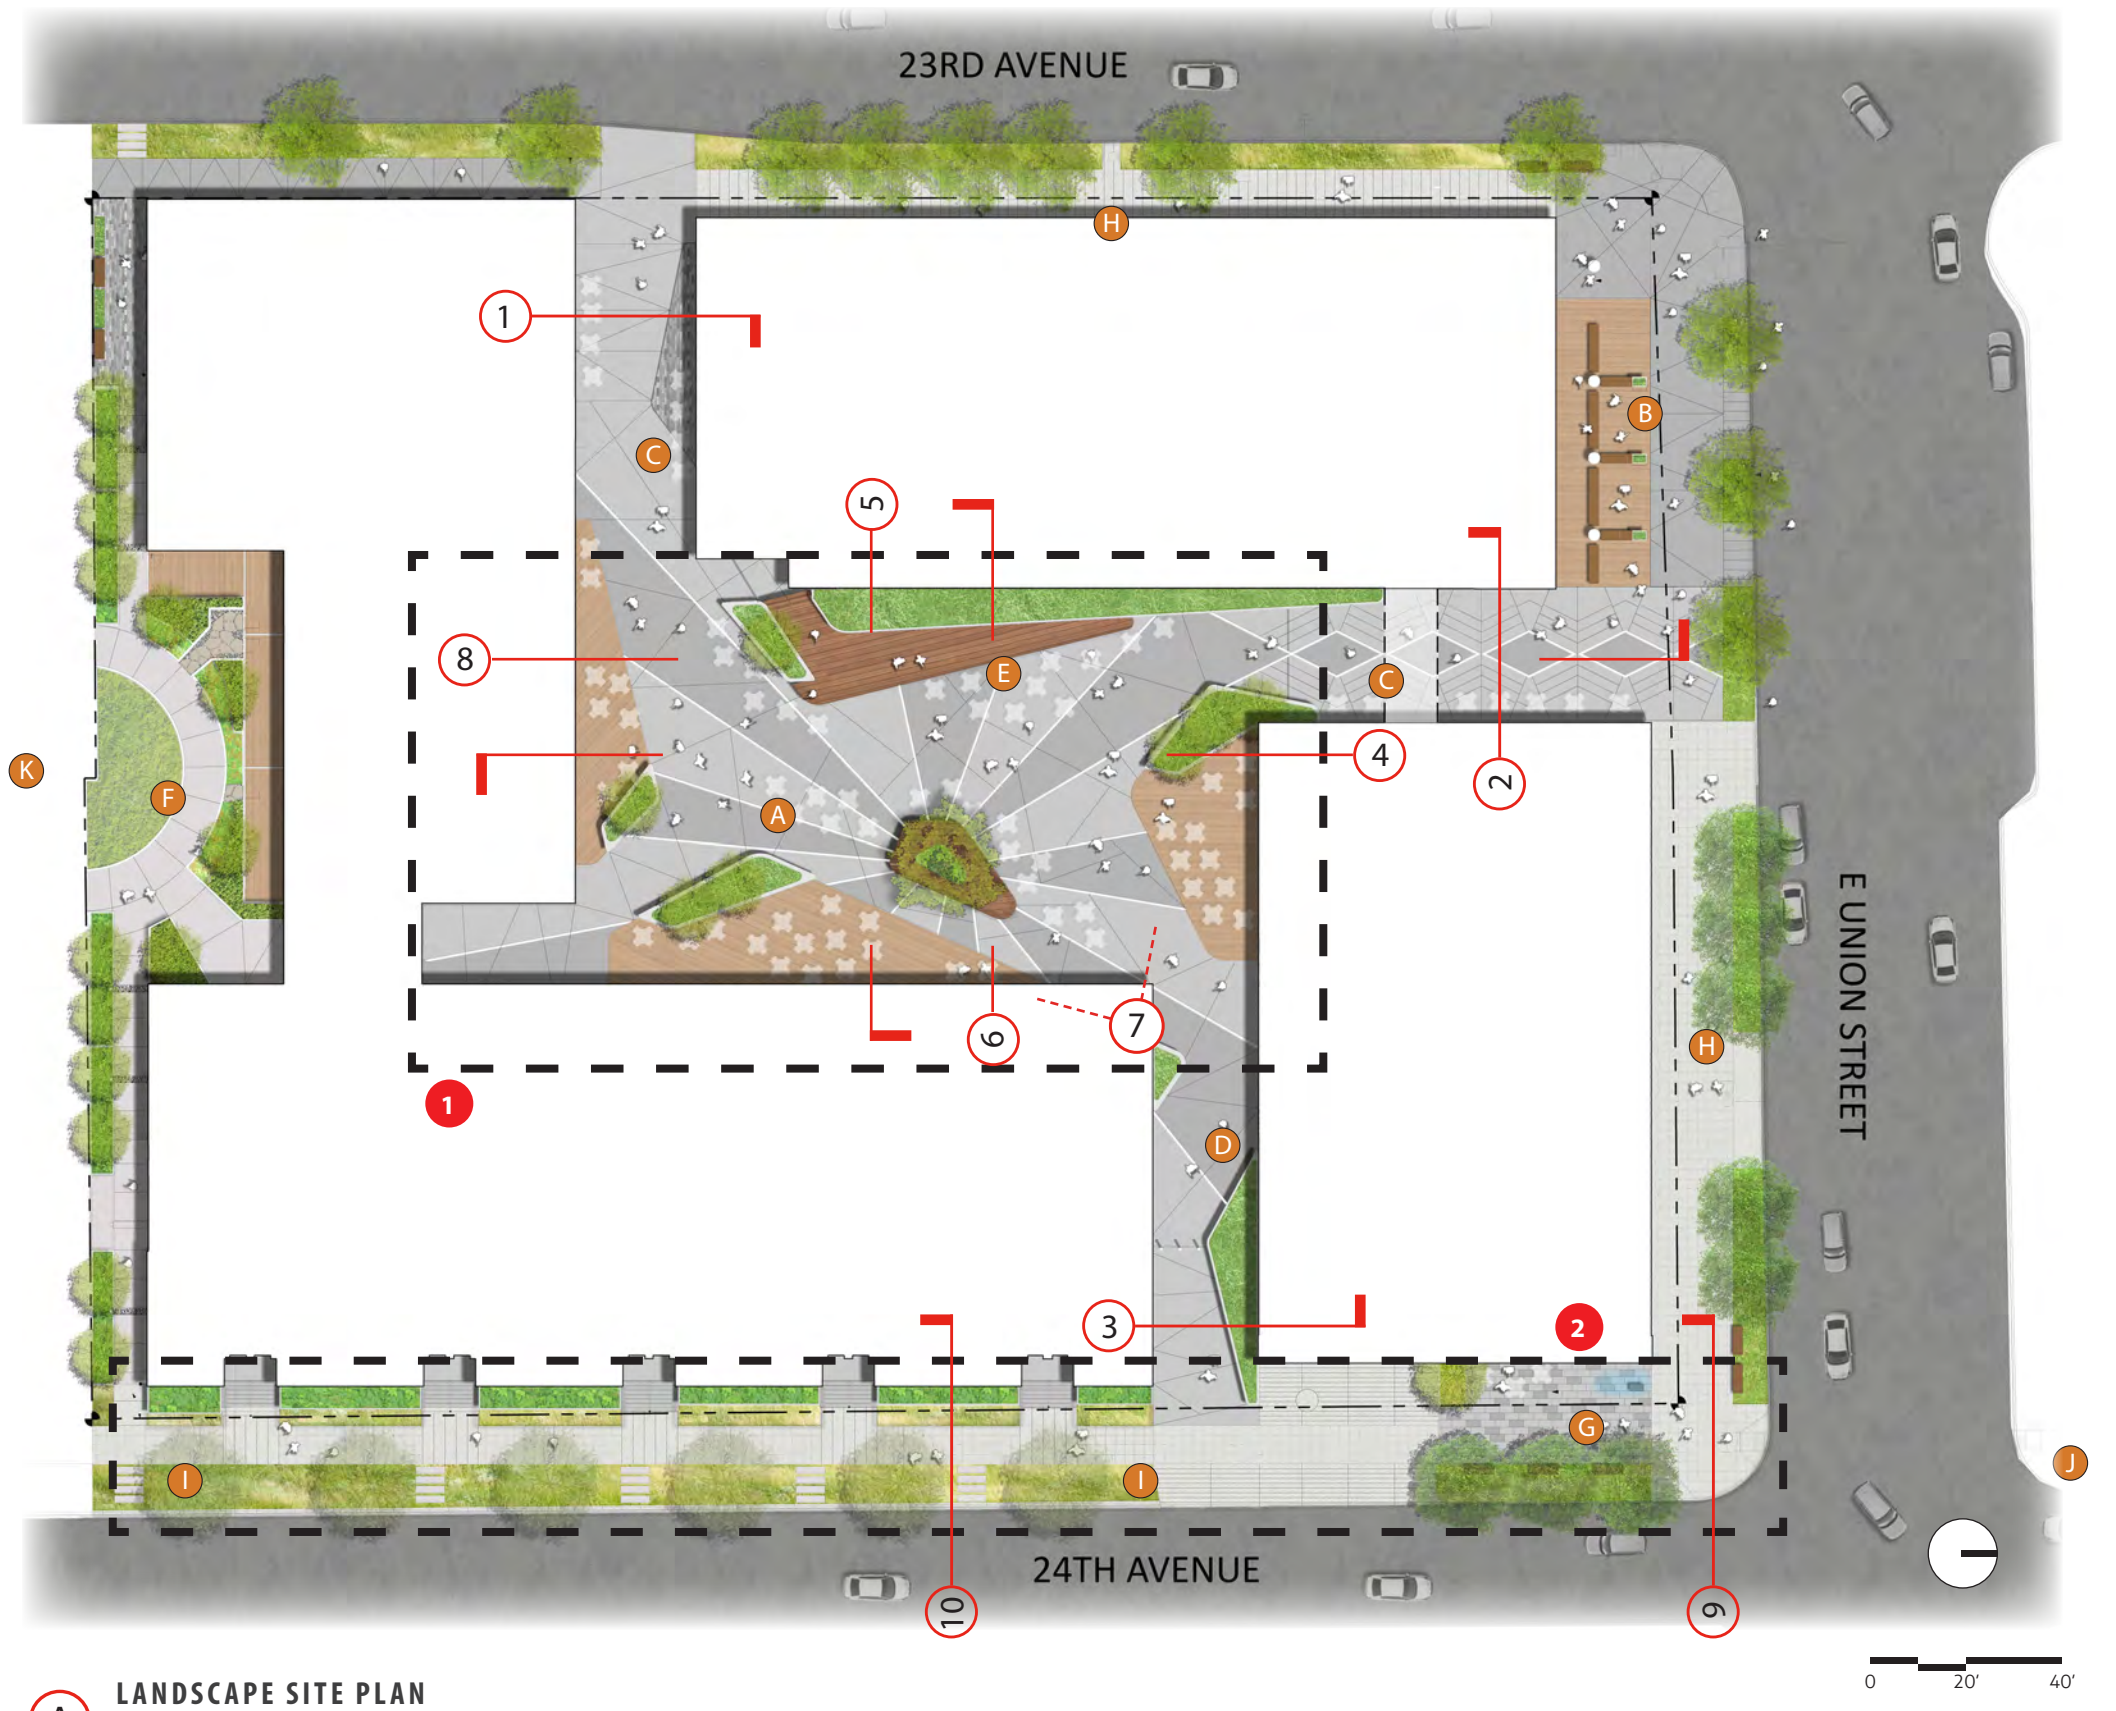 23RD AVENUE
H
1
B
C
5
8
E
C
4
2
K
F
A
E UNION STREET
6
7
H
1
D
3
2
G
I
I
J
24TH AVENUE
10
9
0 20' 40'
LANDSCAPE SITE PLAN
A